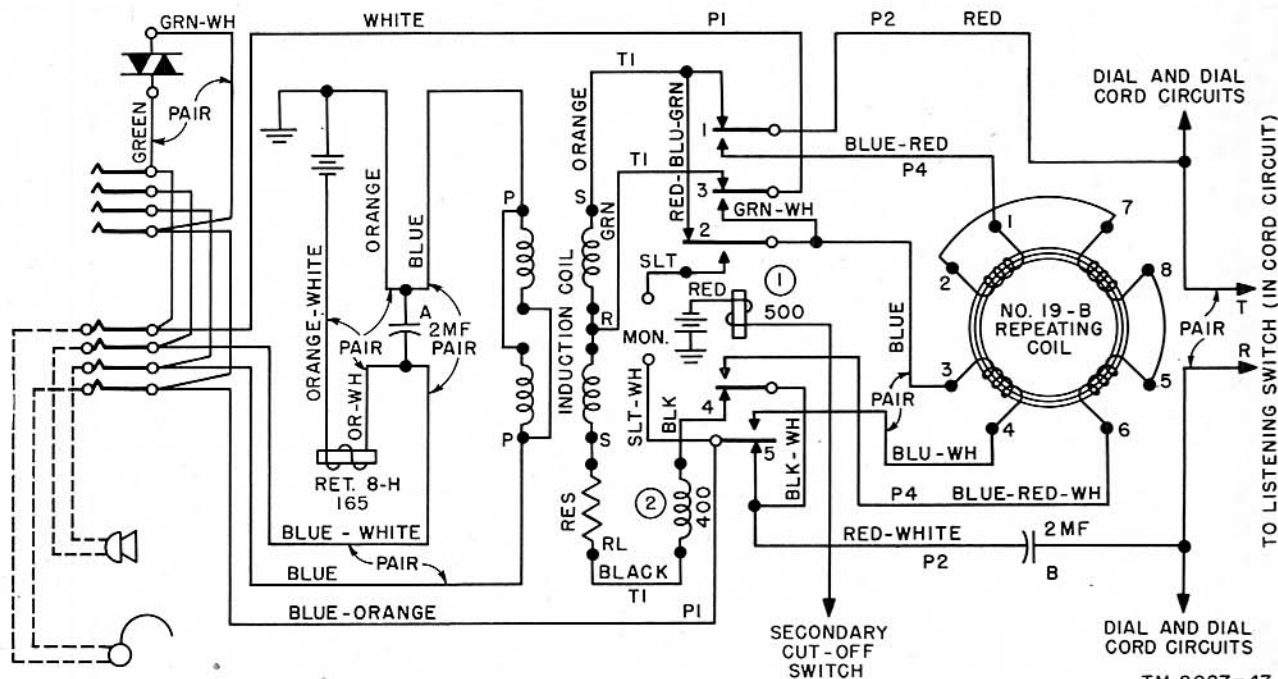 GRN-WH
WHITE
P1
P2
RED
DIAL AND DIAL
CORD CIRCUITS
GREEN
PAIR
T1
ORANGE
RED-BLU-GRN
1
BLUE-RED
P4
T1
3
GRN-WH
ORANGE
BLUE
P
S
GRN
2
1
7
2
8
NO. 19-B
REPEATING
COIL
3
5
4
6
ORANGE-WHITE
PAIR
A
2MF
PAIR
OR-WH
INDUCTION COIL
R
SLT
RED
1
500
MON.
SLT-WH
BLK
4
BLK-WH
5
BLUE
PAIR
BLU-WH
PAIR
T
R
TO LISTENING SWITCH (IN CORD CIRCUIT)
P
S
RET. 8-H
165
RES
RL
2
400
P4
BLUE-RED-WH
BLUE-WHITE
PAIR
BLUE
BLACK
T1
RED-WHITE
P2
2MF
B
BLUE-ORANGE
P1
SECONDARY
CUT-OFF
SWITCH
DIAL AND DIAL
CORD CIRCUITS